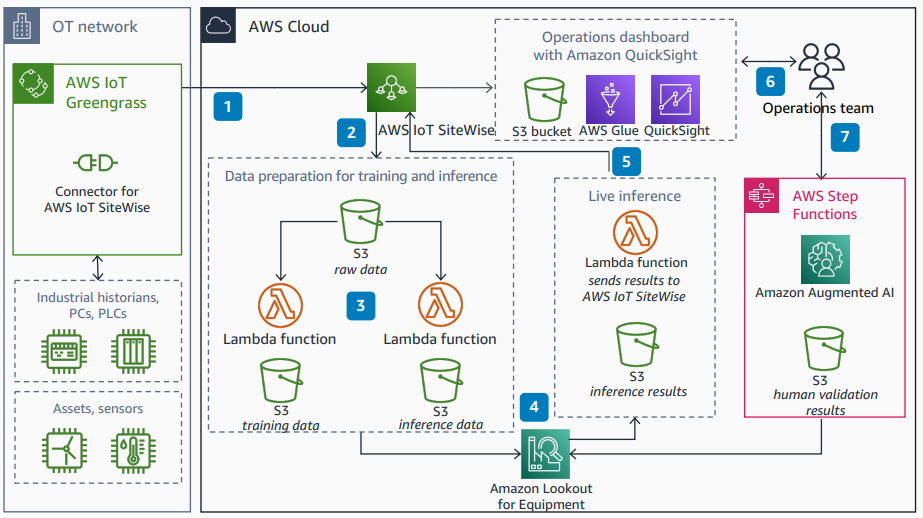 OT network
AWS IoT
Greengrass
Connector for
AWS IoT SiteWise
Industrial historians,
PCs, PLCs
Assets, sensors
AWS Cloud
1
AWS IoT SiteWise
2
Operations dashboard
with Amazon QuickSight
S3 bucket
AWS Glue
QuickSight
6
Operations team
7
Data preparation for training and inference
S3
raw data
3
Lambda function
Lambda function
S3
training data
S3
inference data
4
Amazon Lookout
for Equipment
5
Live inference
Lambda function
sends results to
AWS IoT SiteWise
S3
inference results
AWS Step
Functions
Amazon Augmented AI
S3
human validation
results